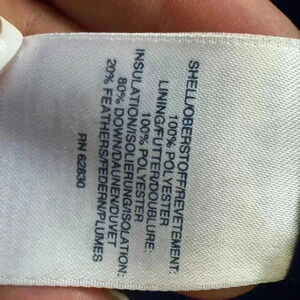 SHELL/OBERSTOFF/REVETEMENT:
100% POLYESTER
LINING/FUTTER/DOUBLURE:
100% POLYESTER
INSULATION/ISOLIERUNG/ISOLATION:
80% DOWN/DAUNEN/DUVET
20% FEATHERS/FEDERN/PLUMES
RN 62830